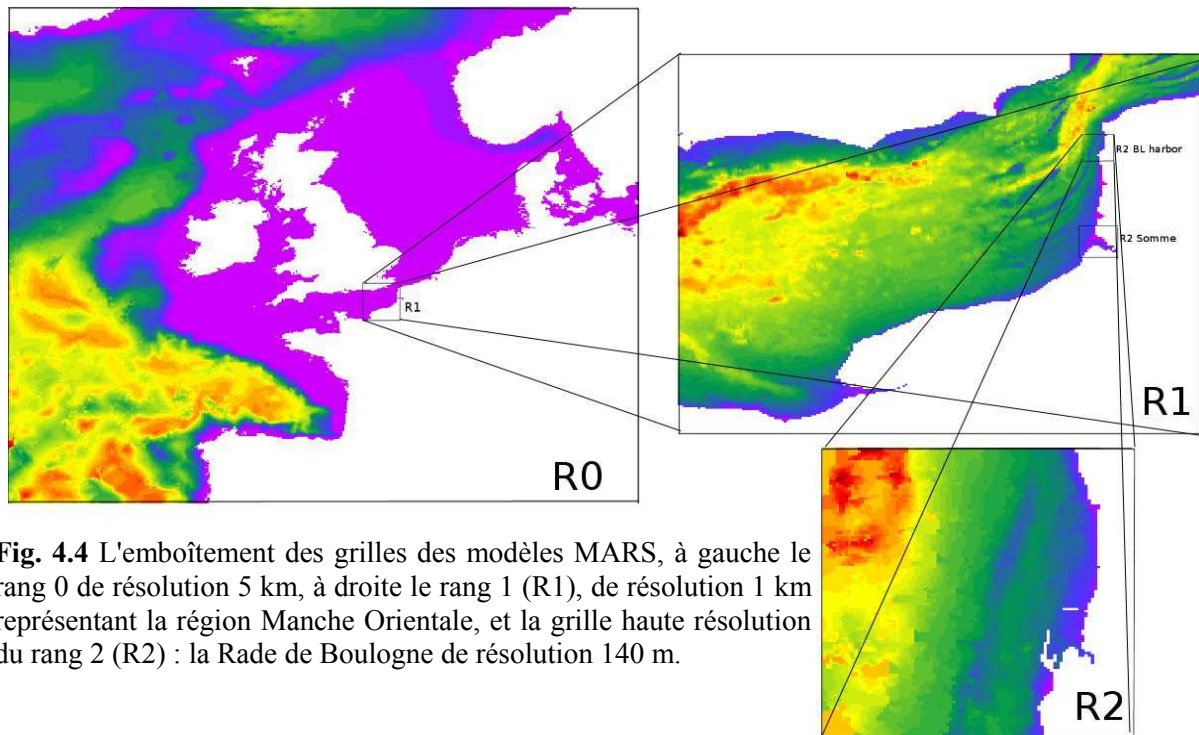 R0
R1
R2 BL harbor
R2 Somme
R1
Fig. 4.4 L'emboîtement des grilles des modèles MARS, à gauche le
rang 0 de résolution 5 km, à droite le rang 1 (R1), de résolution 1 km
représentant la région Manche Orientale, et la grille haute résolution
du rang 2 (R2) : la Rade de Boulogne de résolution 140 m.
R2